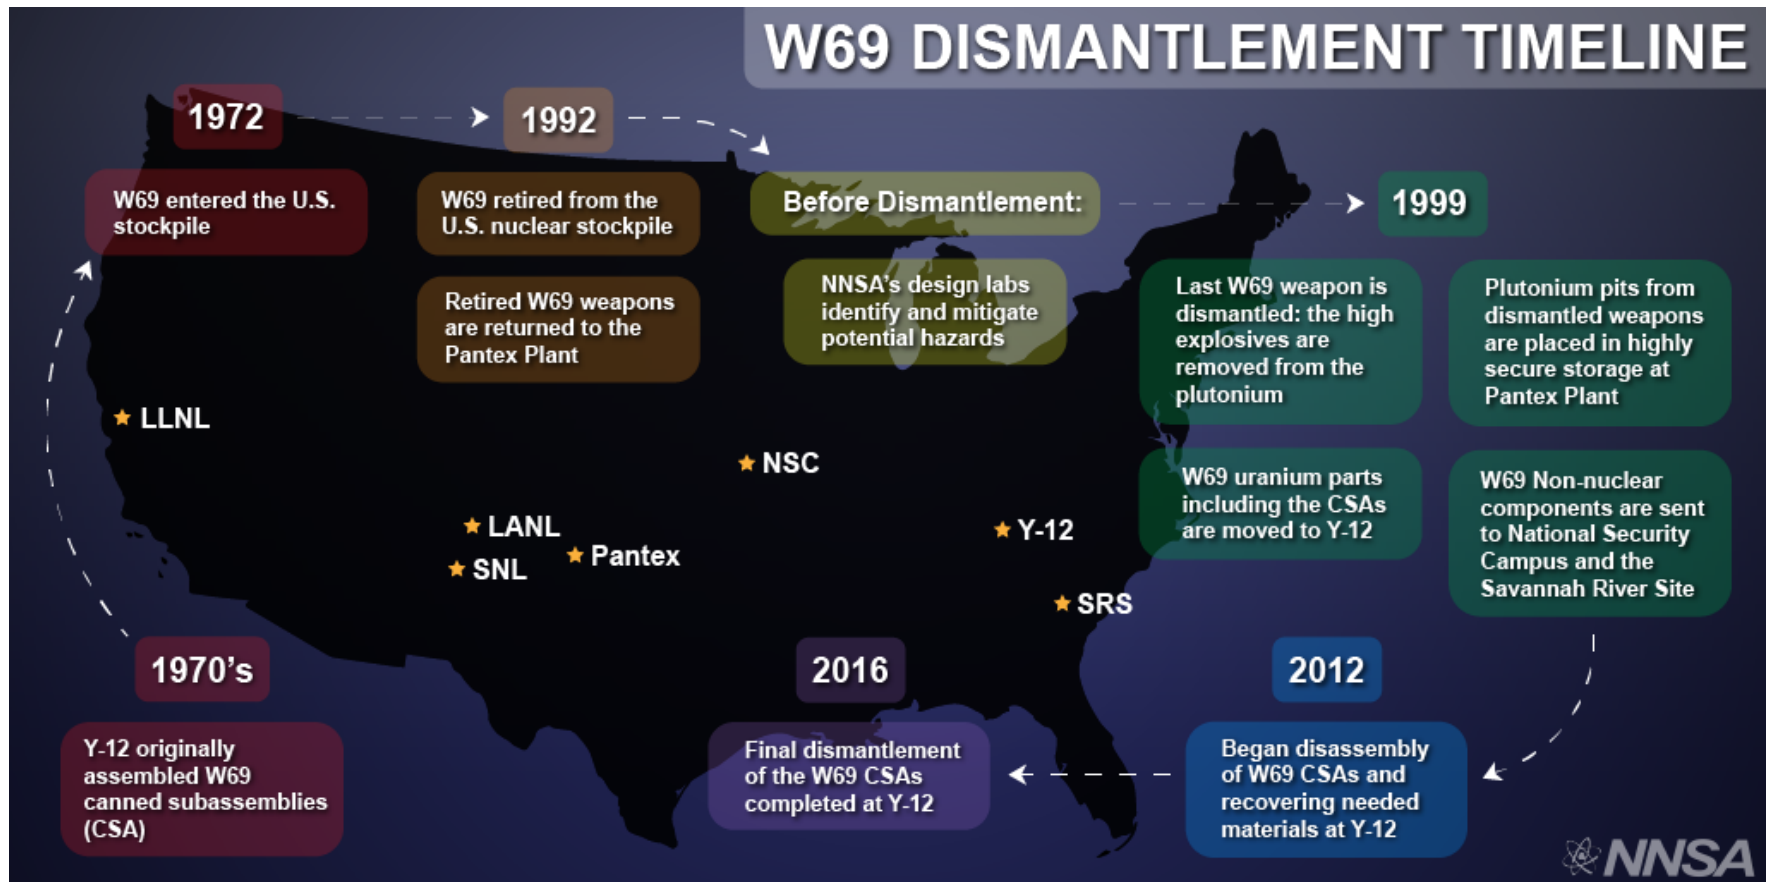 W69 DISMANTLEMENT TIMELINE
1972
W69 entered the U.S.
stockpile
1992
W69 retired from the
U.S. nuclear stockpile
Retired W69 weapons
are returned to the
Pantex Plant
Before Dismantlement:
NNSA's design labs
identify and mitigate
potential hazards
1999
Last W69 weapon is
dismantled: the high
explosives are
removed from the
plutonium
Plutonium pits from
dismantled weapons
are placed in highly
secure storage at
Pantex Plant
W69 uranium parts
including the CSAs
are moved to Y-12
W69 Non-nuclear
components are sent
to National Security
Campus and the
Savannah River Site
LLNL
NSC
LANL
SNL
Pantex
Y-12
SRS
1970's
Y-12 originally
assembled W69
canned subassemblies
(CSA)
2016
Final dismantlement
of the W69 CSAs
completed at Y-12
2012
Began disassembly
of W69 CSAs and
recovering needed
materials at Y-12
NNSA